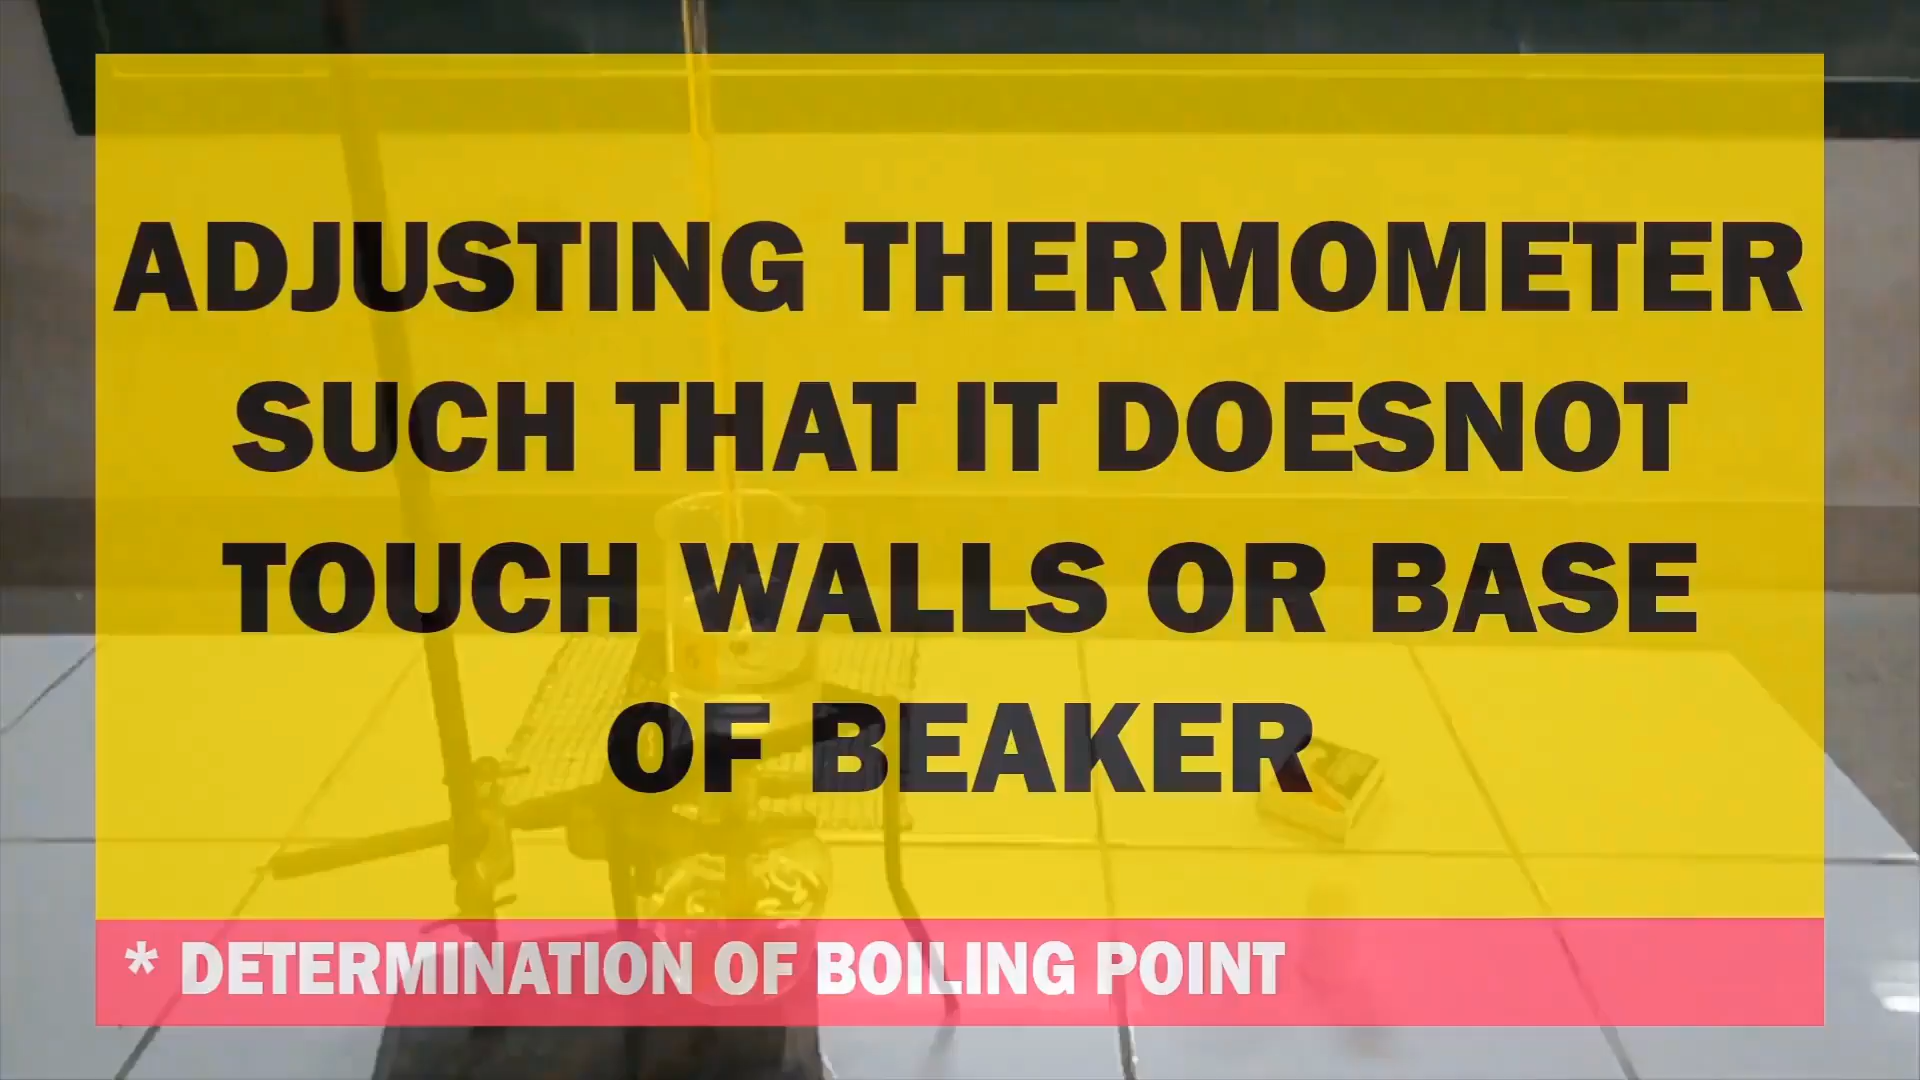 ADJUSTING THERMOMETER
SUCH THAT IT DOESNOT
TOUCH WALLS OR BASE
OF BEAKER
* DETERMINATION OF BOILING POINT